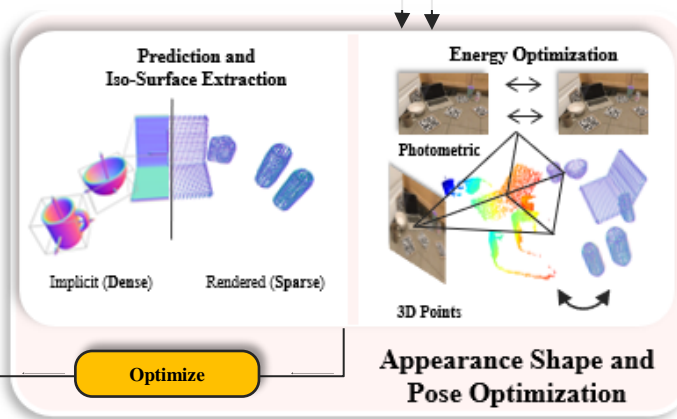 Prediction and
Iso-Surface Extraction
Implicit (Dense)
Rendered (Sparse)
Energy Optimization
Photometric
3D Points
Optimize
Appearance Shape and
Pose Optimization